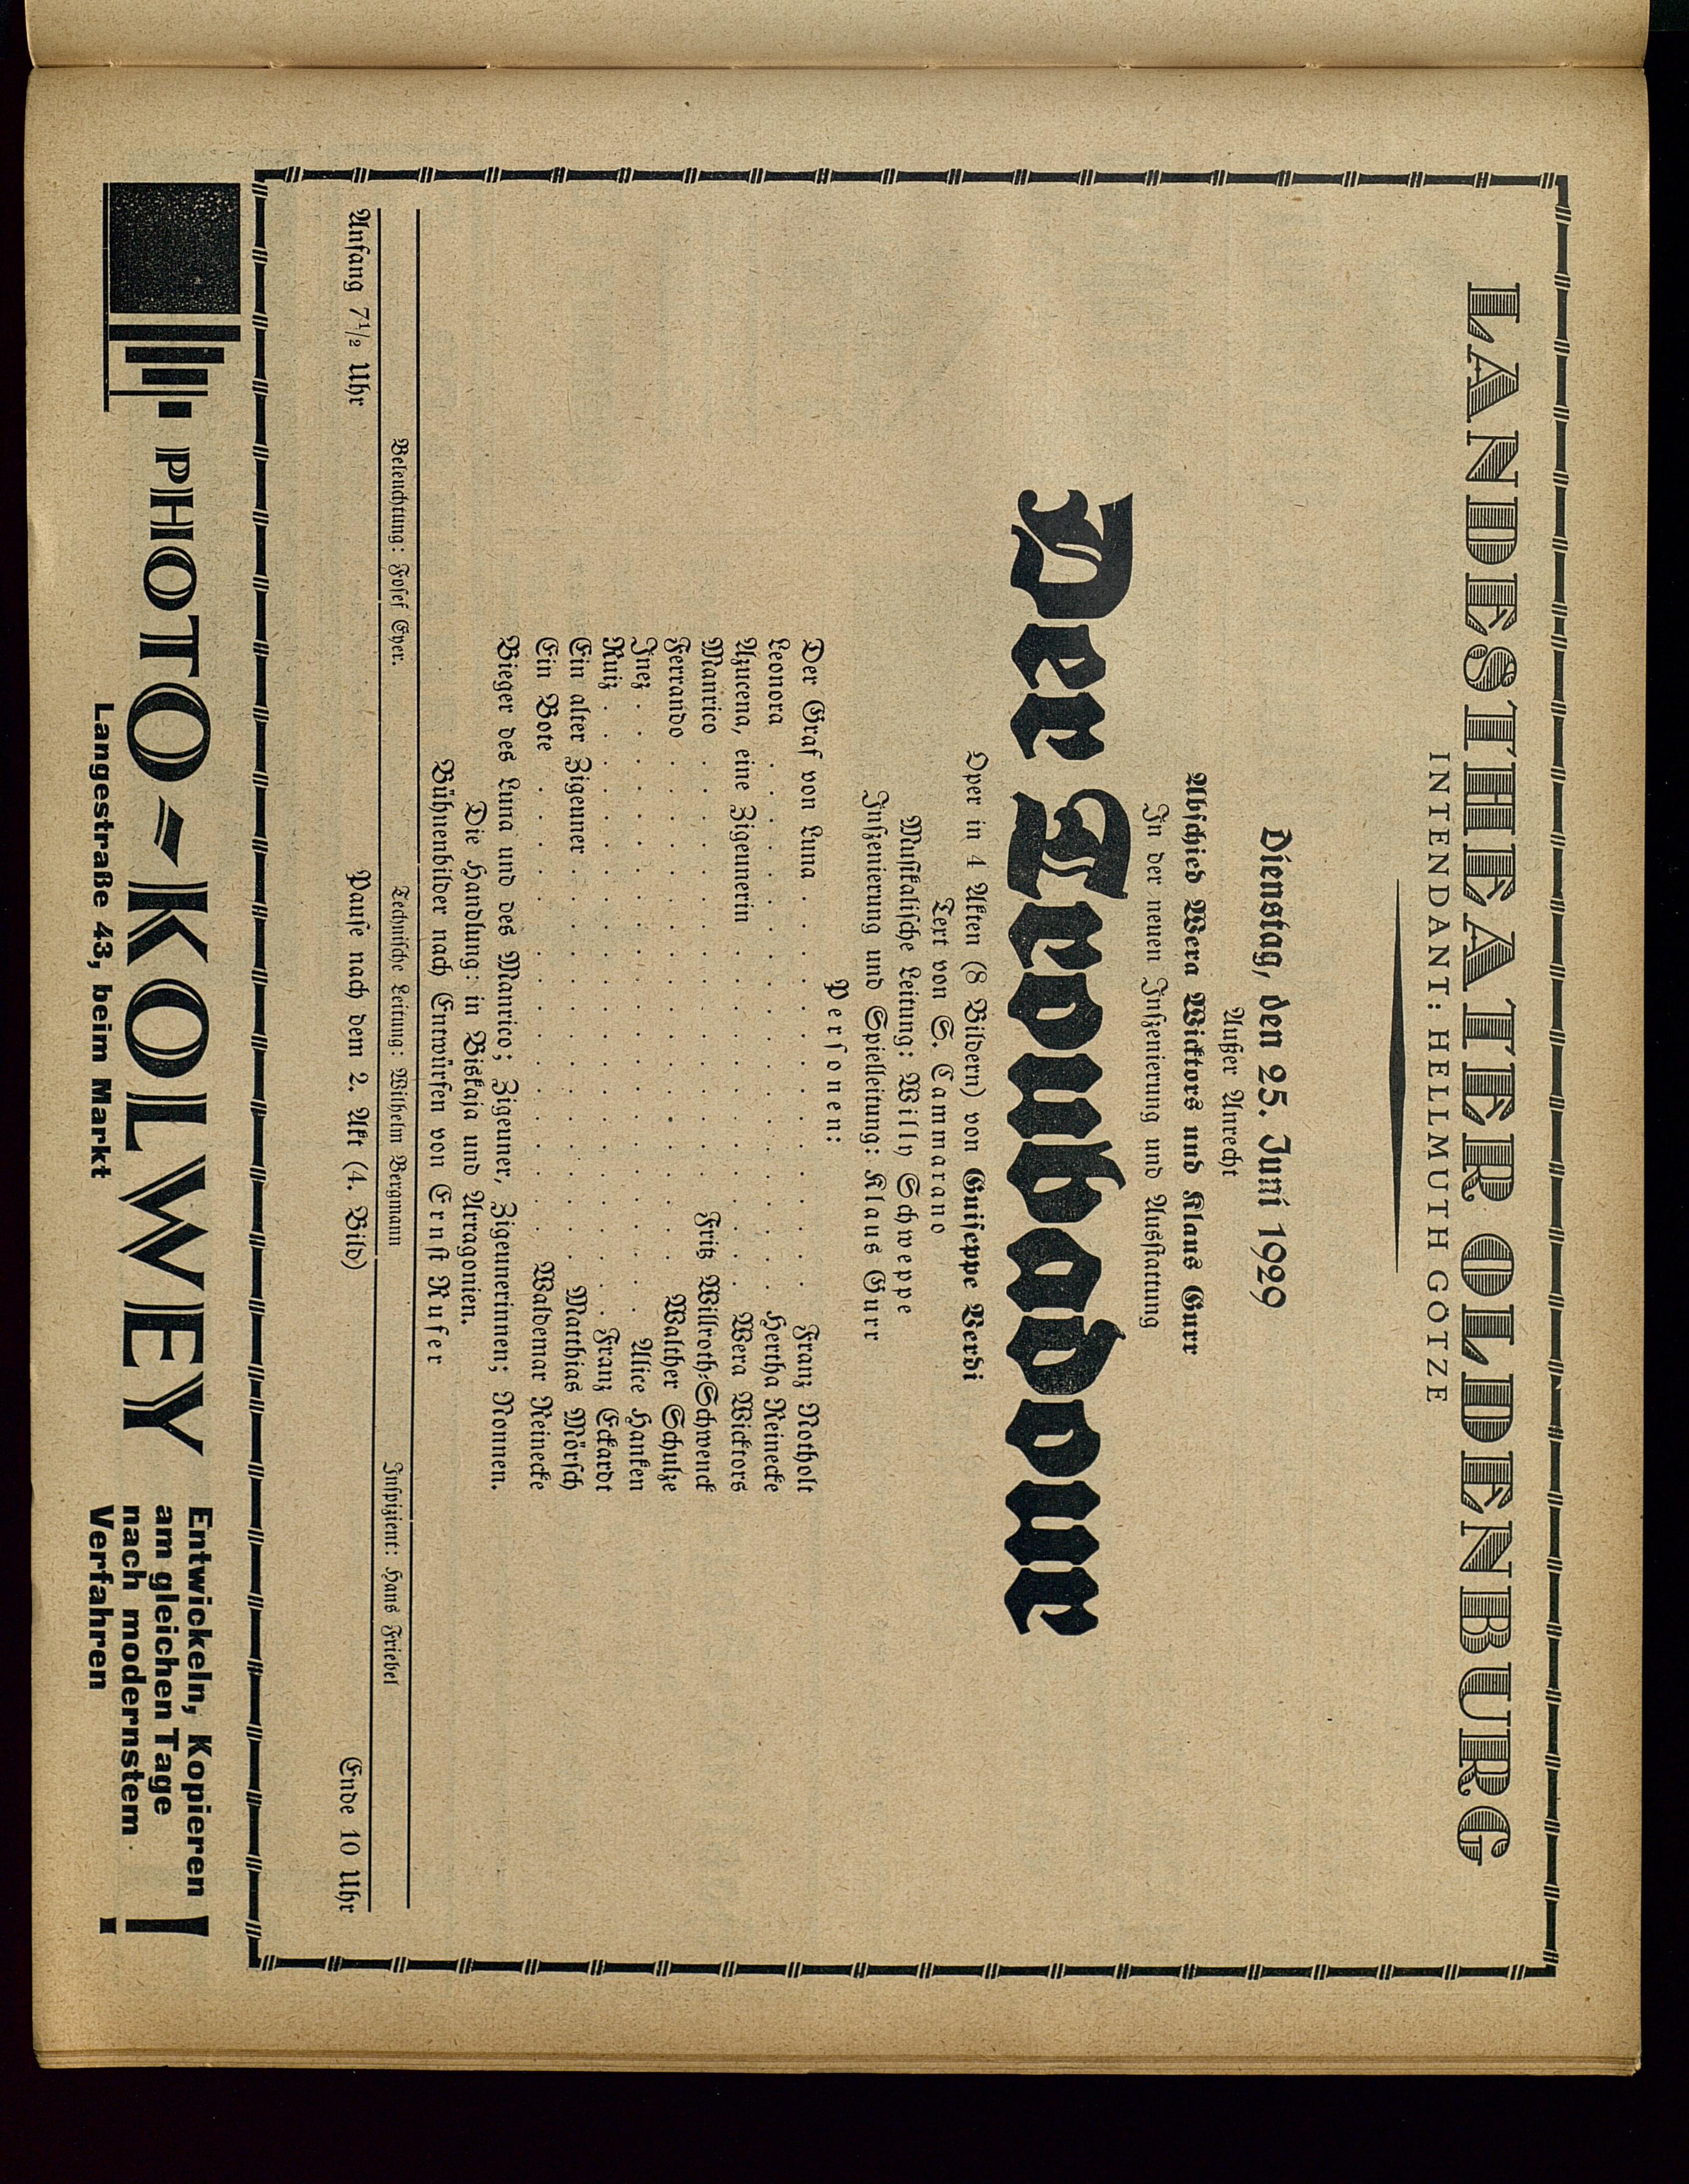 LANDESTHEATER OLDENBURG
INTENDANT: HELLMUTH GÖTZE
Dienstag, den 25. Juni 1929
Außer Anrecht
Abschied Wera Wicktors und Klaus Gurr
In der neuen Inszenierung und Ausstattung
Der Troubadour
Oper in 4 Akten (8 Bildern) von Guiseppe Verdi
Text von S. Cammarano
Musikalische Leitung: Willy Schweppe
Inszenierung und Spielleitung: Klaus Gurr
Personen:
Der Graf von Luna . . . . . . . . . . . Franz Notholt
Leonora . . . . . . . . . . . . . . Hertha Reinecke
Azucena, eine Zigeunerin . . . . . . . . . Wera Wicktors
Manrico . . . . . . . . . . . Fritz Willroth-Schwenck
Ferrando . . . . . . . . . . . . . Walther Schulze
Inez . . . . . . . . . . . . . . . . Alice Hanken
Ruiz . . . . . . . . . . . . . . . . Franz Eckardt
Ein alter Zigeuner . . . . . . . . . . Matthias Mörsch
Ein Bote . . . . . . . . . . . . . Waldemar Reinecke
Bieger des Luna und des Manrico; Zigeuner, Zigeunerinnen; Nonnen.
Die Handlung: in Biskaja und Arragonien.
Bühnenbilder nach Entwürfen von Ernst Rufer
Beleuchtung: Josef Eyer. Technische Leitung: Wilhelm Bergmann Inspizient: Hans Friebel
Anfang 7 1/2 Uhr Pause nach dem 2. Akt (4. Bild) Ende 10 Uhr
PHOTO-KOLWEY
Langestraße 43, beim Markt
Entwickeln, Kopieren
am gleichen Tage
nach modernstem
Verfahren !